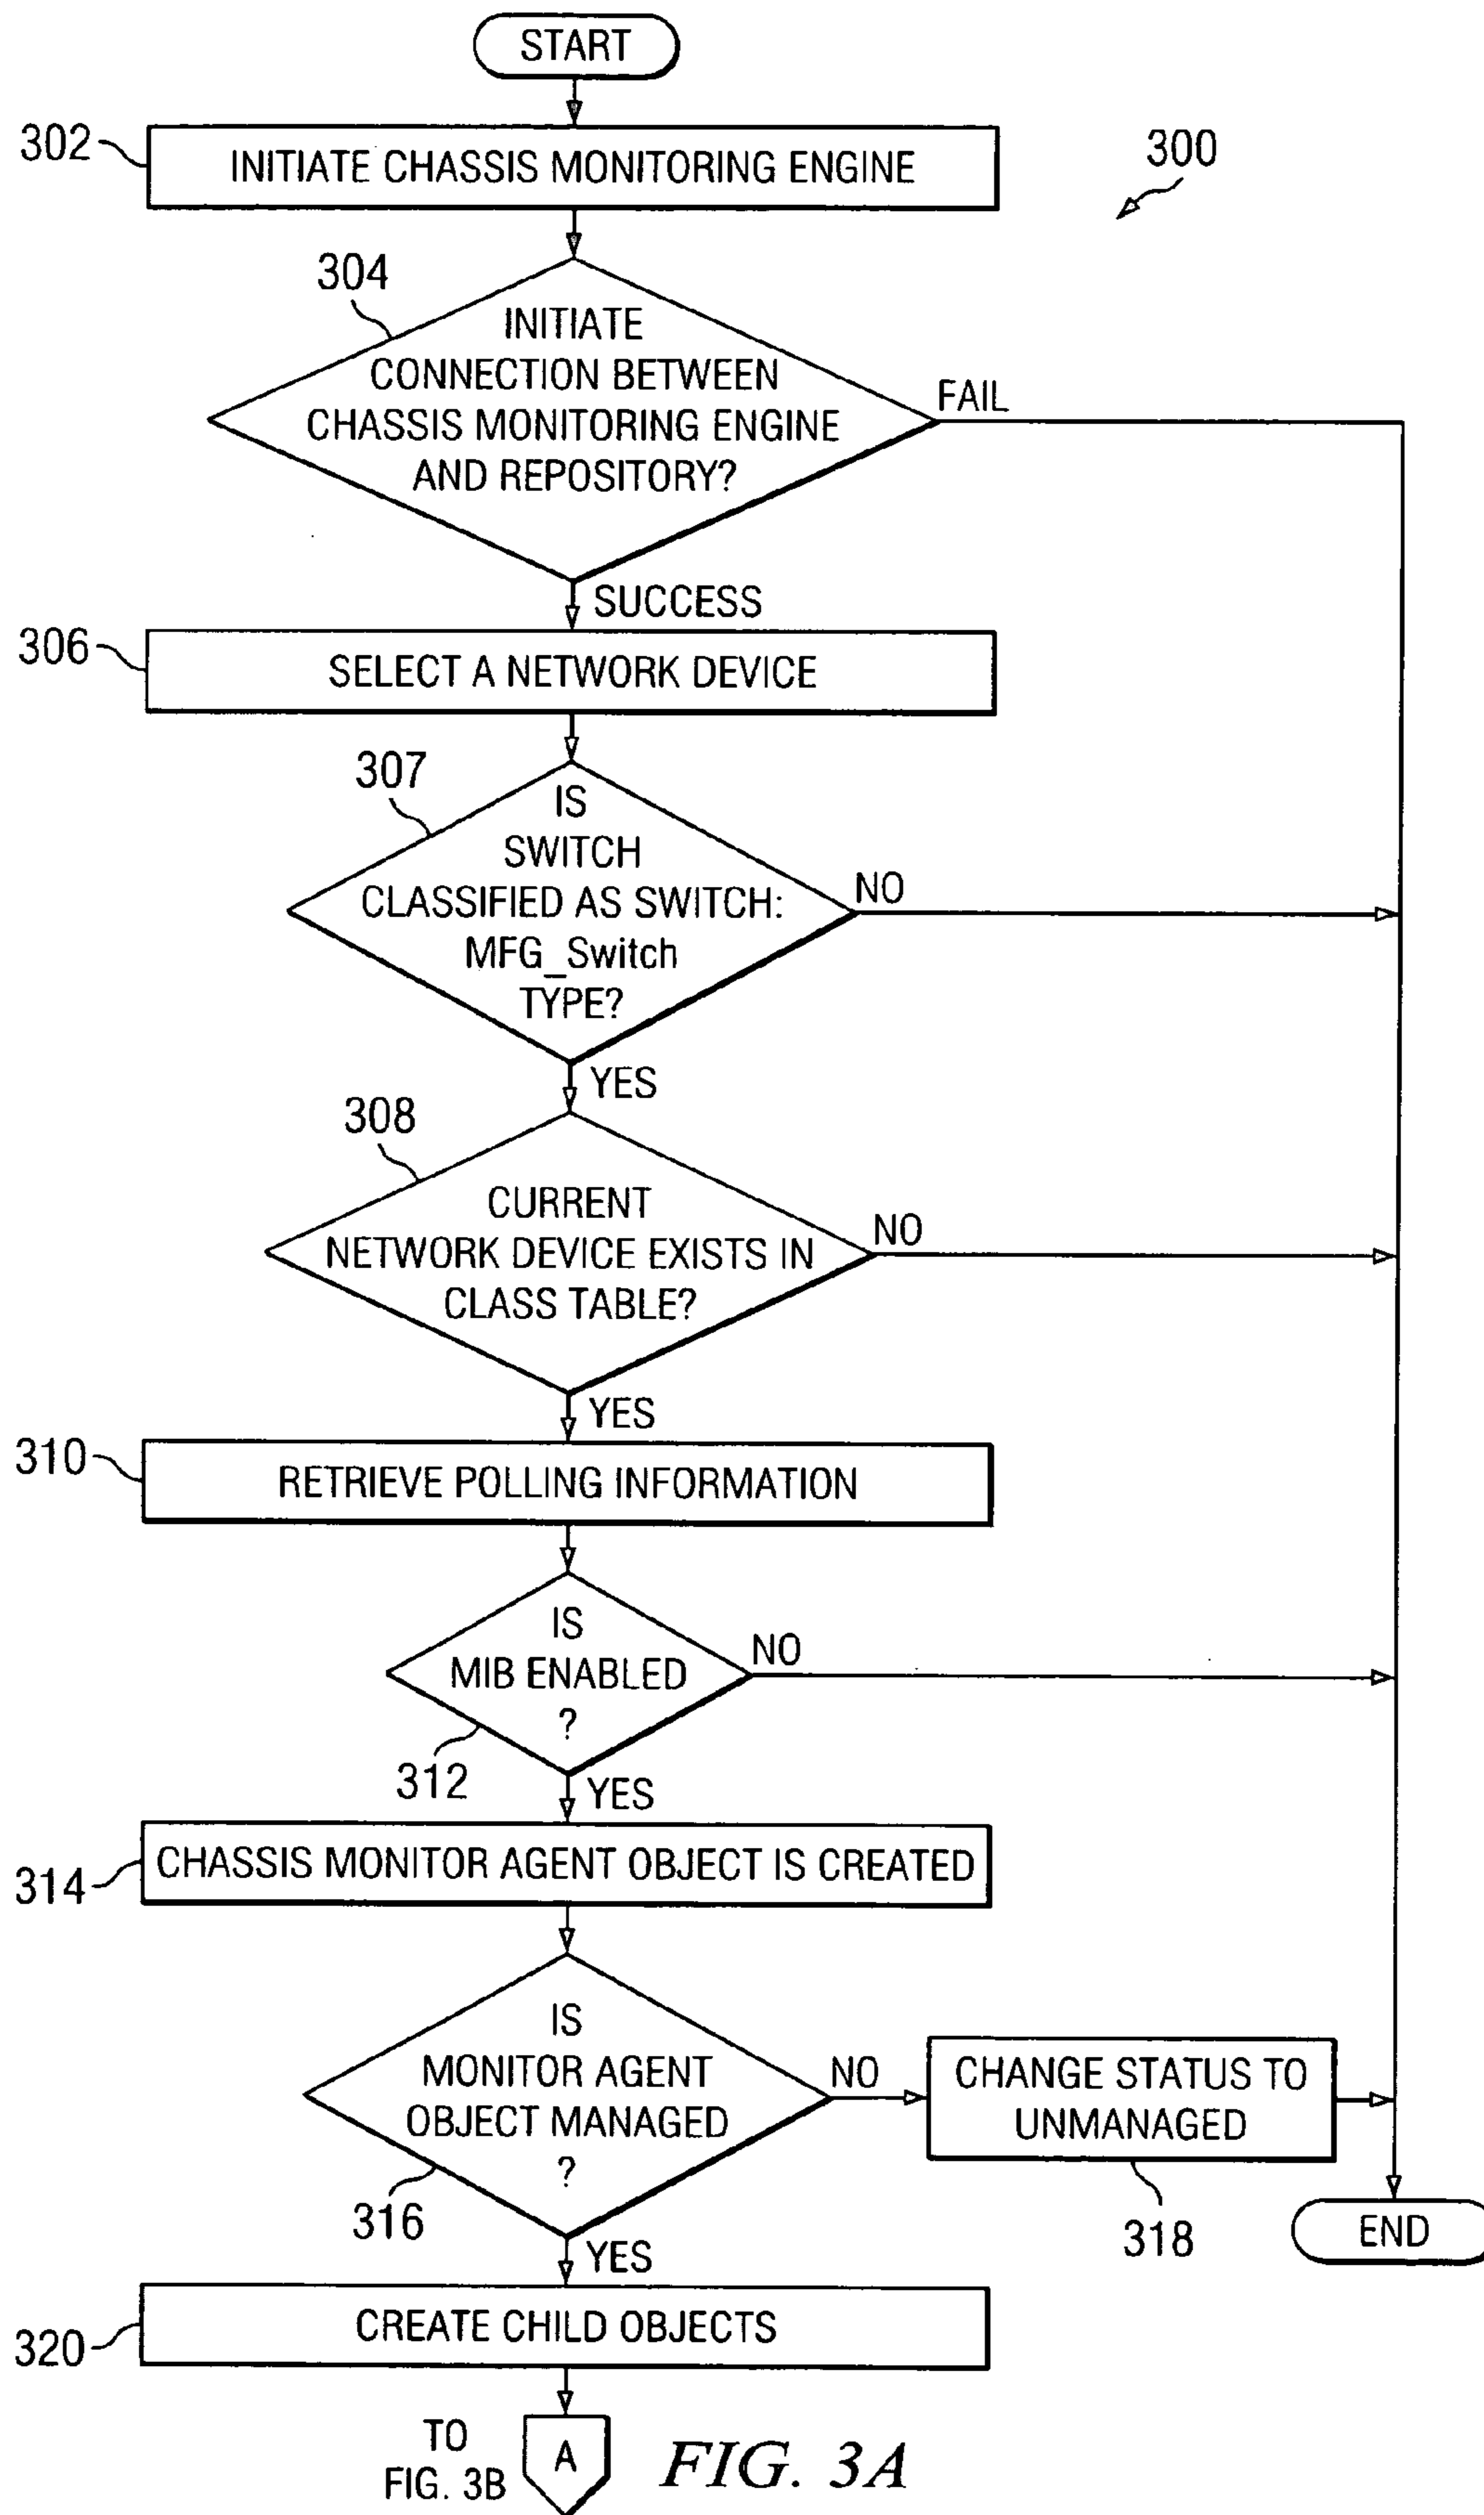 START
302
INITIATE CHASSIS MONITORING ENGINE
300
304
INITIATE
CONNECTION BETWEEN
CHASSIS MONITORING ENGINE
AND REPOSITORY?
FAIL
SUCCESS
306
SELECT A NETWORK DEVICE
307
IS
SWITCH
CLASSIFIED AS SWITCH:
MFG_Switch
TYPE?
NO
YES
308
CURRENT
NETWORK DEVICE EXISTS IN
CLASS TABLE?
NO
YES
310
RETRIEVE POLLING INFORMATION
IS
MIB ENABLED
?
NO
312
YES
314
CHASSIS MONITOR AGENT OBJECT IS CREATED
IS
MONITOR AGENT
OBJECT MANAGED
?
NO
CHANGE STATUS TO
UNMANAGED
316
318
END
YES
320
CREATE CHILD OBJECTS
TO
FIG. 3B
A
FIG. 3A